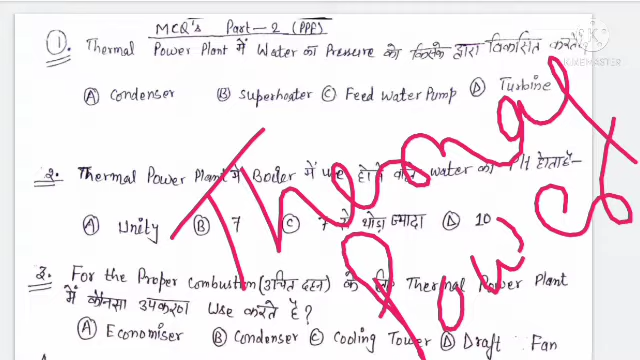 MCQ's Part-2 (PPE)
① Thermal Power Plant में Water का Pressure को किसके द्वारा विकसित करते
Ⓐ Condenser Ⓑ Superheater Ⓒ Feed Water Pump Ⓓ Turbine
2. Thermal Power Plant में Boiler में use होने वाले Water का PH होता है-
Ⓐ Unity Ⓑ 7 Ⓒ 7 से थोड़ा ज्यादा Ⓓ 10
3. For the Proper Combustion (उचित दहन) के लिए Thermal Power Plant
में कौनसा उपकरण use करते है?
Ⓐ Economiser Ⓑ Condenser Ⓒ Cooling Tower Ⓓ Draft Fan
Thermal
Power